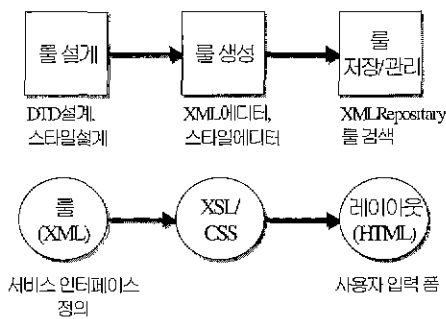 룰 설계
룰 생성
룰
저장/관리
DTD설계,
스타일설계
XML에디터,
스타일에디터
XMLRepositary
룰 검색
룰
(XML)
XSL/
CSS
레이아웃
(HTML)
서비스 인터페이스
정의
사용자 입력 폼